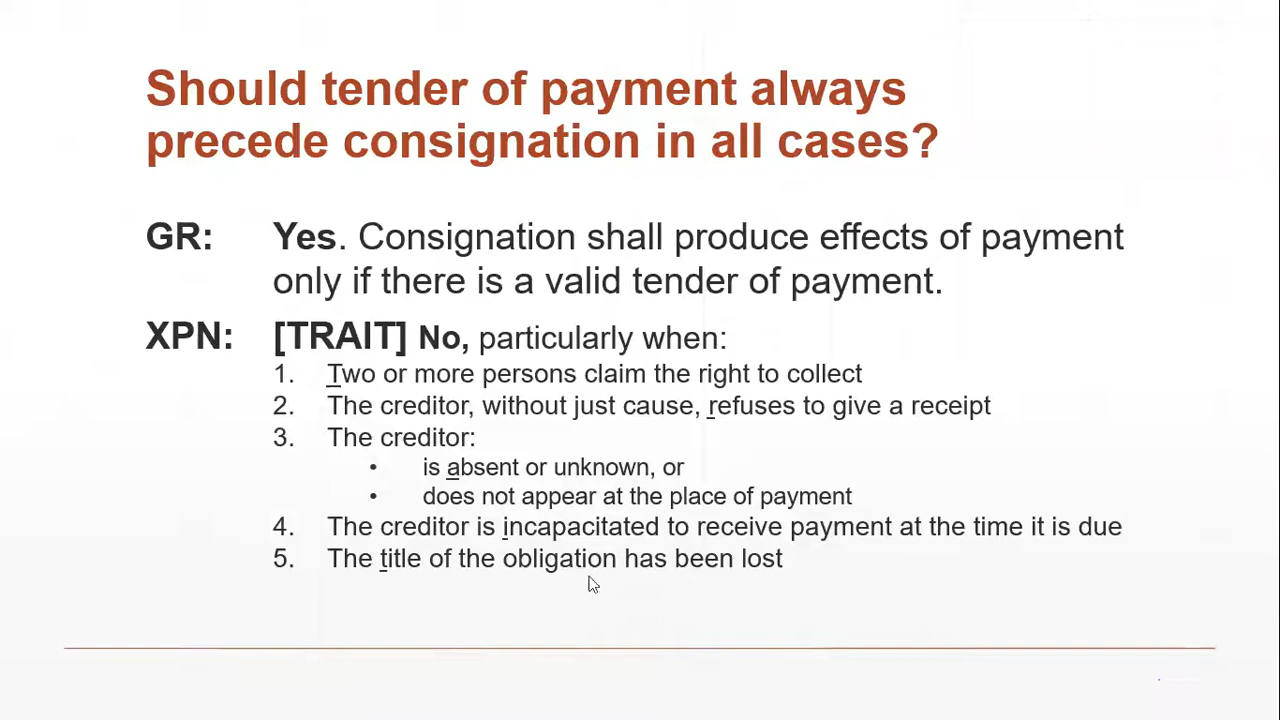 Should tender of payment always
precede consignation in all cases?
GR: Yes. Consignation shall produce effects of payment
only if there is a valid tender of payment.
XPN: [TRAIT] No, particularly when:
1. Two or more persons claim the right to collect
2. The creditor, without just cause, refuses to give a receipt
3. The creditor:
• is absent or unknown, or
• does not appear at the place of payment
4. The creditor is incapacitated to receive payment at the time it is due
5. The title of the obligation has been lost